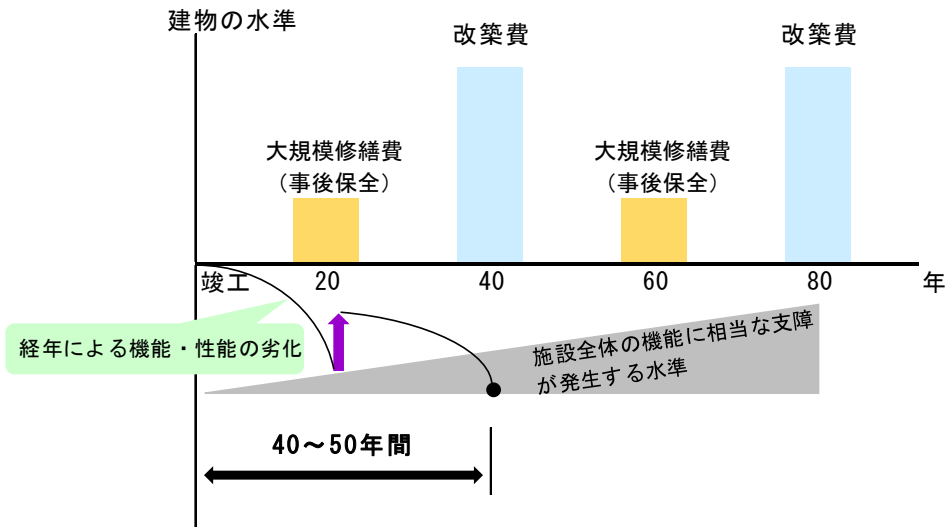 建物の水準
改築費
改築費
大規模修繕費
（事後保全）
大規模修繕費
（事後保全）
竣工
20
40
60
80
年
経年による機能・性能の劣化
施設全体の機能に相当な支障
が発生する水準
40～50年間